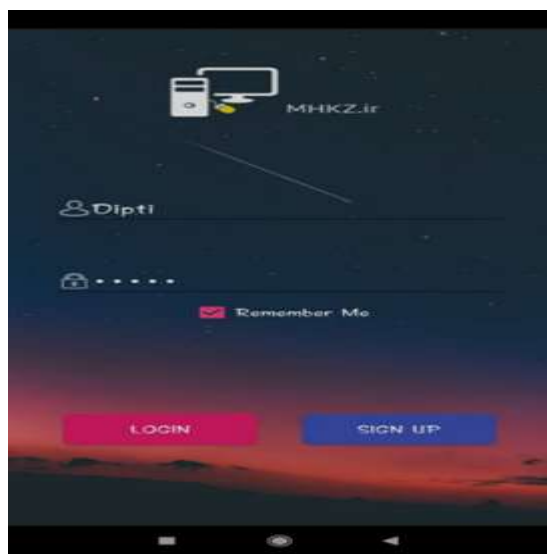 MHKZ.ir
Dipti
•••••
Remember Me
LOGIN
SIGN UP